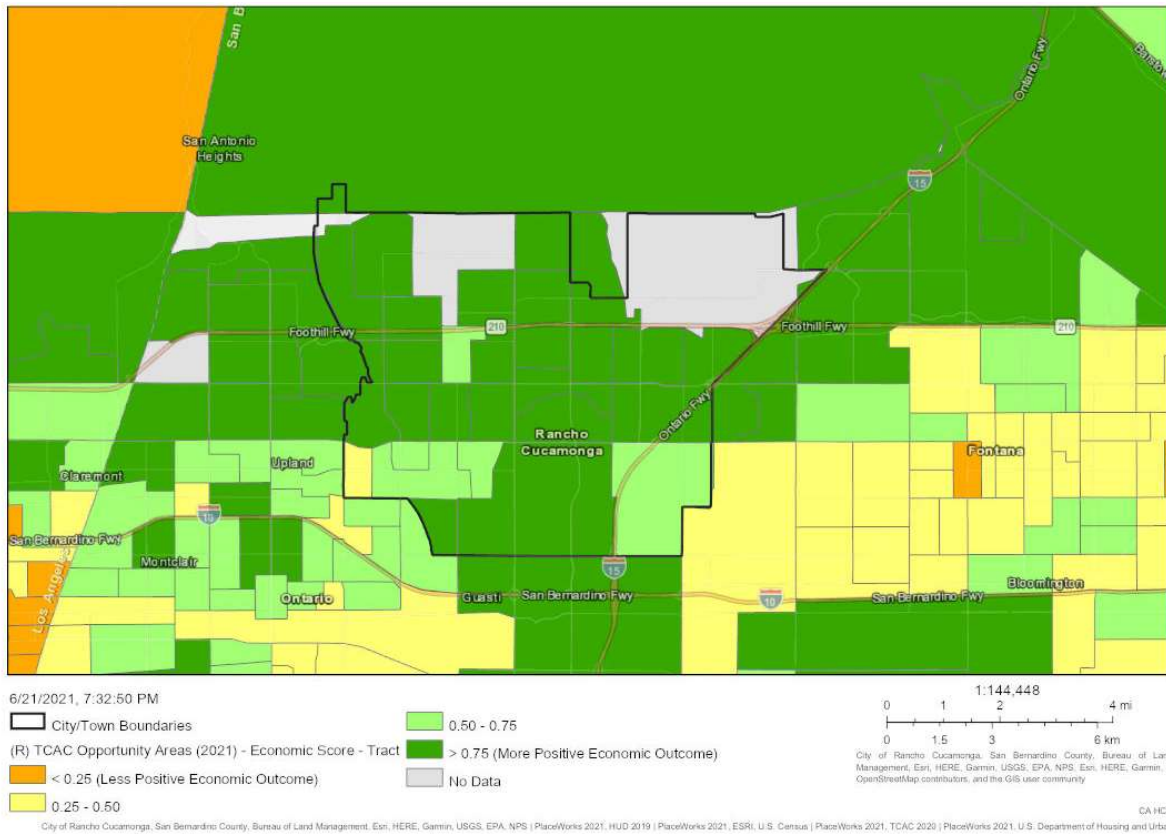 San B
Barstow
Ontario Fwy
San Antonio
Heights
15
Foothill Fwy
210
Foothill Fwy
210
Ontario Fwy
Rancho
Cucamonga
Fontana
Claremont
Upland
10
San Bernardino Fwy
Montclair
15
Bloomington
Los Angeles
Ontario
Guasti
San Bernardino Fwy
10
San Bernardino Fwy
6/21/2021, 7:32:50 PM
City/Town Boundaries
(R) TCAC Opportunity Areas (2021) - Economic Score - Tract
< 0.25 (Less Positive Economic Outcome)
0.25 - 0.50
0.50 - 0.75
> 0.75 (More Positive Economic Outcome)
No Data
1:144,448
0 1 2 4 mi
0 1.5 3 6 km
City of Rancho Cucamonga, San Bernardino County, Bureau of Land
Management, Esri, HERE, Garmin, USGS, EPA, NPS, Esri, HERE, Garmin,
OpenStreetMap contributors, and the GIS user community
CA HC
City of Rancho Cucamonga, San Bernardino County, Bureau of Land Management, Esri, HERE, Garmin, USGS, EPA, NPS | PlaceWorks 2021, HUD 2019 | PlaceWorks 2021, ESRI, U.S. Census | PlaceWorks 2021, TCAC 2020 | PlaceWorks 2021, U.S. Department of Housing and Urba